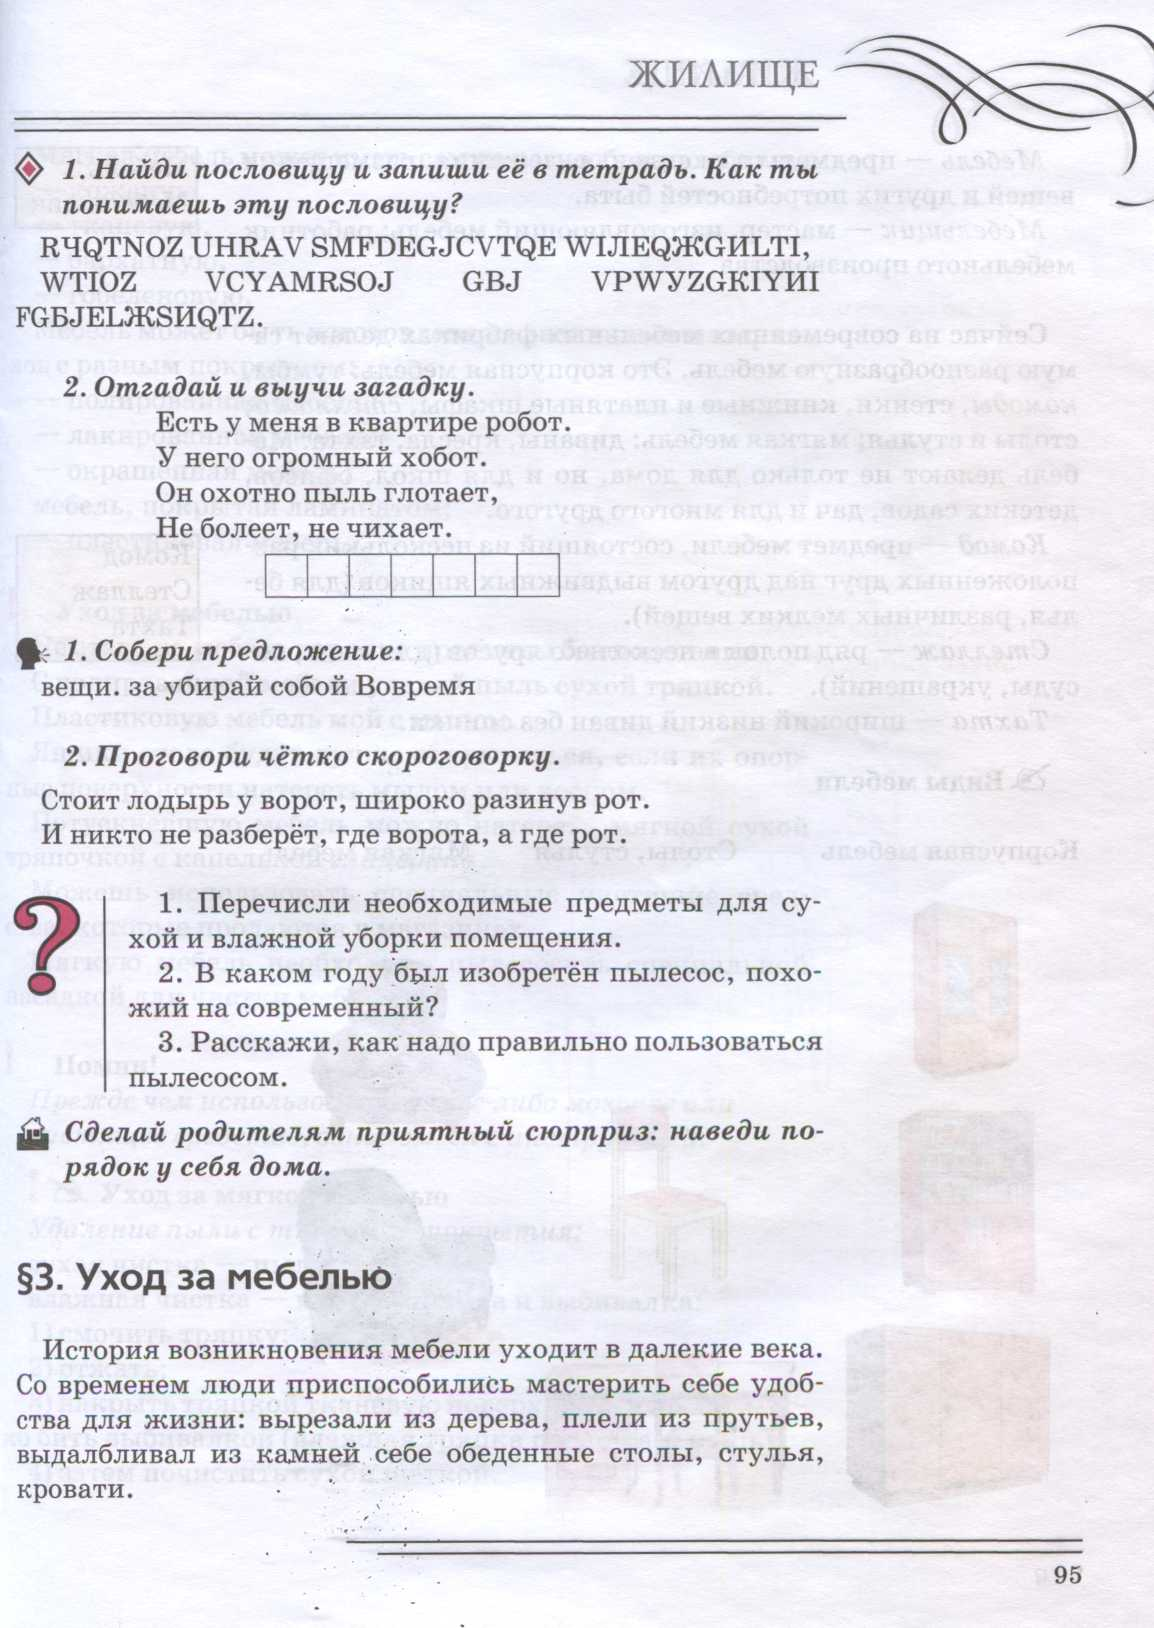 ЖИЛИЩЕ
1. Найди пословицу и запиши её в тетрадь. Как ты
понимаешь эту пословицу?
RЧQTNOZ UHRAV SMFDEGJCVTQE WIЛEQЖGИLTI,
WTIOZ VCYAMRSOJ GBJ VPWУZGKIYИI
FGБJELЖSИQTZ.
2. Отгадай и выучи загадку.
Есть у меня в квартире робот.
У него огромный хобот.
Он охотно пыль глотает,
Не болеет, не чихает.
1. Собери предложение:
вещи. за убирай собой Вовремя
2. Проговори чётко скороговорку.
Стоит лодырь у ворот, широко разинув рот.
И никто не разберёт, где ворота, а где рот.
?
1. Перечисли необходимые предметы для су-
хой и влажной уборки помещения.
2. В каком году был изобретён пылесос, похо-
жий на современный?
3. Расскажи, как надо правильно пользоваться
пылесосом.
Сделай родителям приятный сюрприз: наведи по-
рядок у себя дома.
§3. Уход за мебелью
История возникновения мебели уходит в далекие века.
Со временем люди приспособились мастерить себе удоб-
ства для жизни: вырезали из дерева, плели из прутьев,
выдалбливал из камней себе обеденные столы, стулья,
кровати.
95